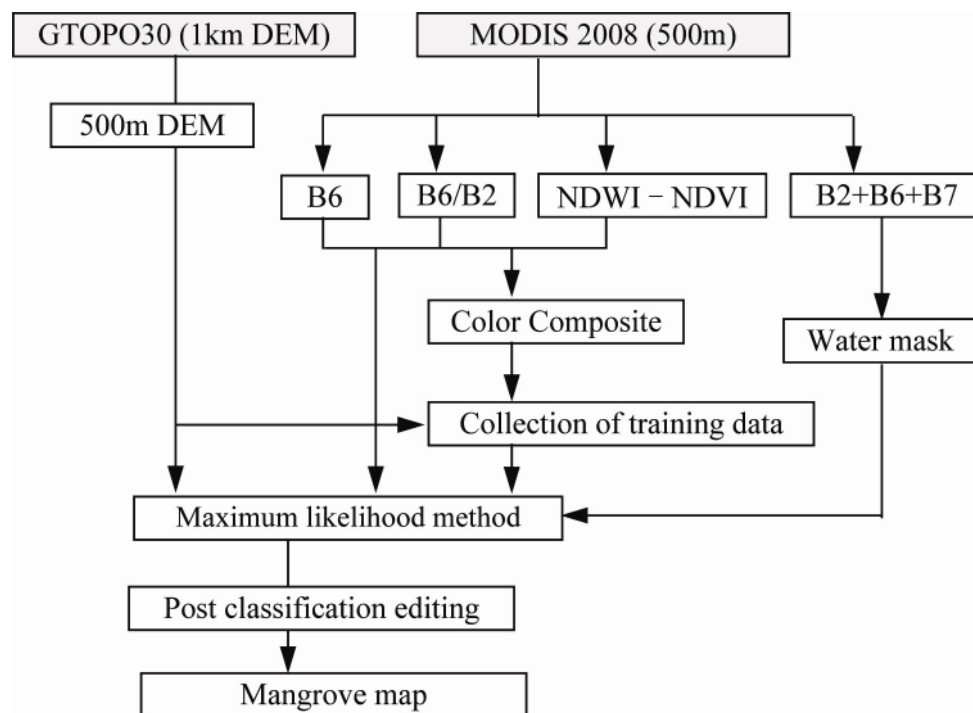 GTOPO30 (1km DEM)
MODIS 2008 (500m)
500m DEM
B6
B6/B2
NDWI – NDVI
B2+B6+B7
Color Composite
Water mask
Collection of training data
Maximum likelihood method
Post classification editing
Mangrove map